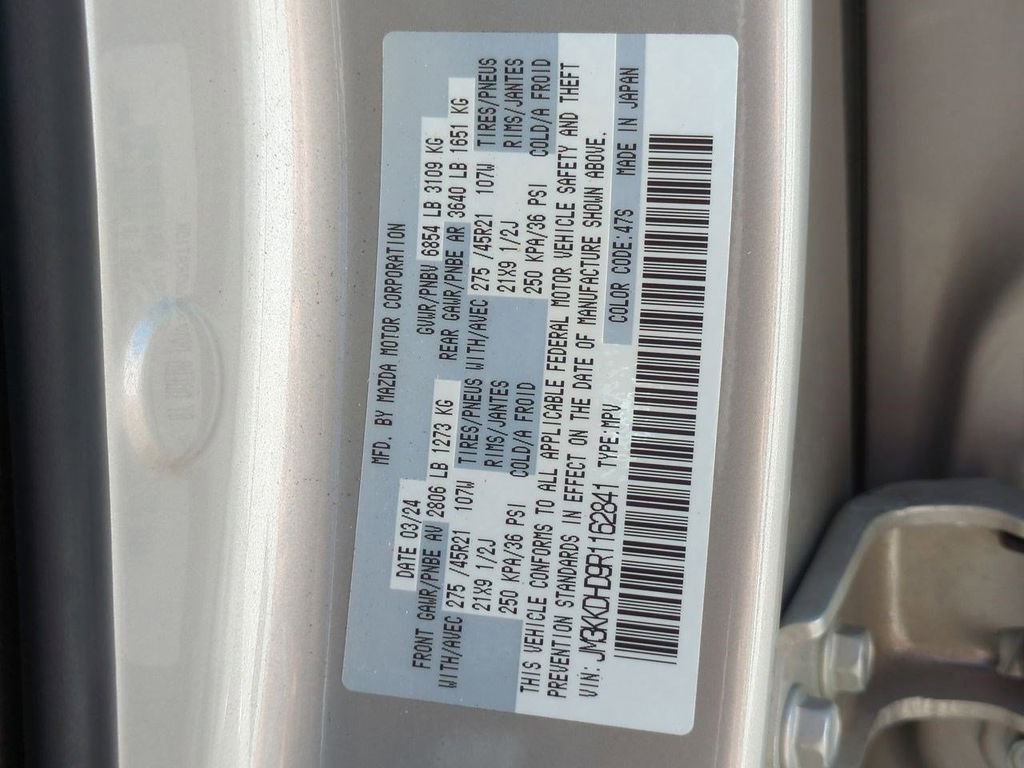 MFD. BY MAZDA MOTOR CORPORATION
DATE 03/24 GVWR/PNBV 6854 LB 3109 KG
FRONT GAWR/PNBE AV 2806 LB 1273 KG REAR GAWR/PNBE AR 3640 LB 1651 KG
WITH/AVEC 275 /45R21 107W TIRES/PNEUS WITH/AVEC 275 /45R21 107W TIRES/PNEUS
21X9 1/2J RIMS/JANTES 21X9 1/2J RIMS/JANTES
250 KPA/36 PSI COLD/A FROID 250 KPA/36 PSI COLD/A FROID
THIS VEHICLE CONFORMS TO ALL APPLICABLE FEDERAL MOTOR VEHICLE SAFETY AND THEFT
PREVENTION STANDARDS IN EFFECT ON THE DATE OF MANUFACTURE SHOWN ABOVE.
VIN: JM3KKDHD9R1162841 TYPE:MPV COLOR CODE:47S MADE IN JAPAN